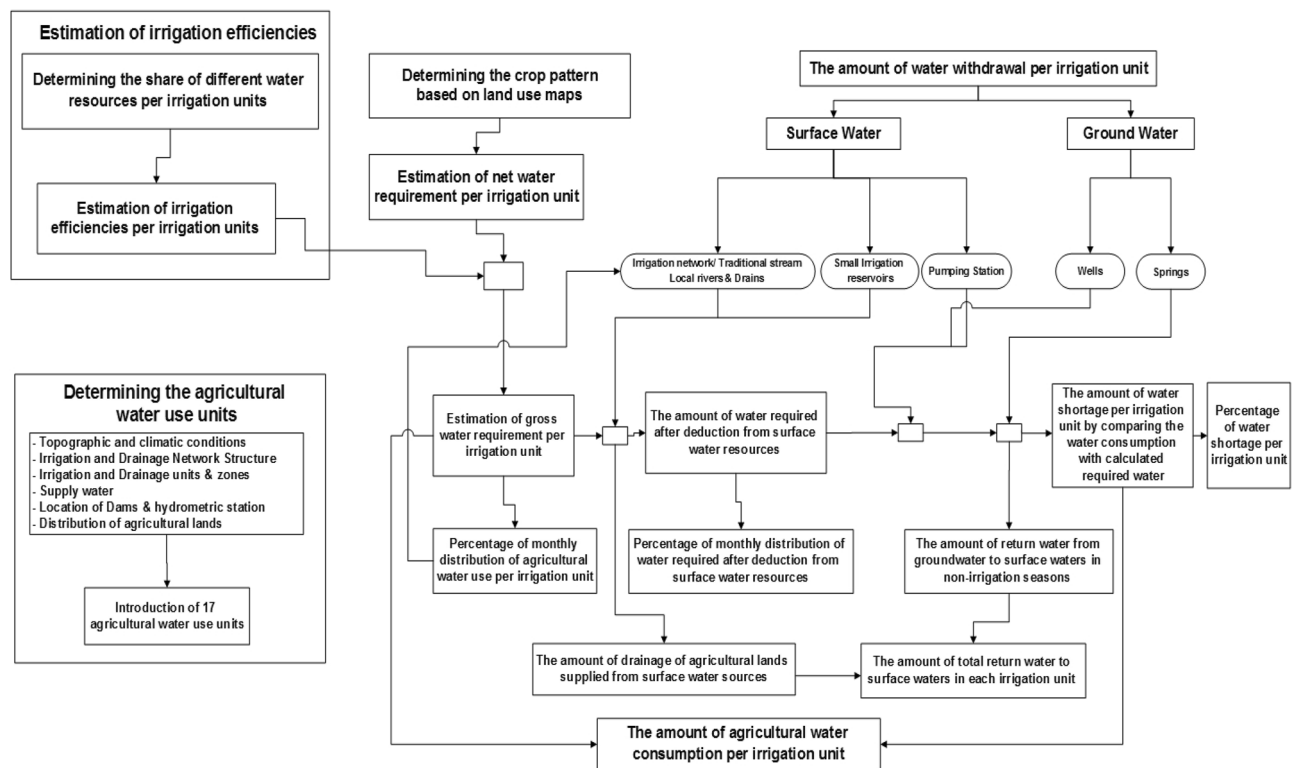 Estimation of irrigation efficiencies
Determining the share of different water
resources per irrigation units
Estimation of irrigation
efficiencies per irrigation units
Determining the crop pattern
based on land use maps
Estimation of net water
requirement per irrigation unit
The amount of water withdrawal per irrigation unit
Surface Water
Ground Water
Irrigation network/ Traditional stream
Local rivers & Drains
Small Irrigation
reservoirs
Pumping Station
Wells
Springs
Determining the agricultural
water use units
- Topographic and climatic conditions
- Irrigation and Drainage Network Structure
- Irrigation and Drainage units & zones
- Supply water
- Location of Dams & hydrometric station
- Distribution of agricultural lands
Introduction of 17
agricultural water use units
Estimation of gross
water requirement per
irrigation unit
The amount of water required
after deduction from surface
water resources
The amount of water
shortage per irrigation
unit by comparing the
water consumption
with calculated
required water
Percentage
of water
shortage per
irrigation unit
Percentage of monthly
distribution of agricultural
water use per irrigation unit
Percentage of monthly distribution of
water required after deduction from
surface water resources
The amount of return water from
groundwater to surface waters in
non-irrigation seasons
The amount of drainage of agricultural lands
supplied from surface water sources
The amount of total return water to
surface waters in each irrigation unit
The amount of agricultural water
consumption per irrigation unit